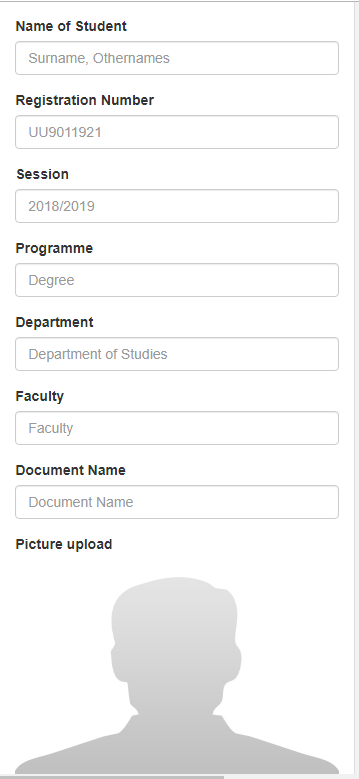 Name of Student
Surname, Othernames
Registration Number
UU9011921
Session
2018/2019
Programme
Degree
Department
Department of Studies
Faculty
Faculty
Document Name
Document Name
Picture upload